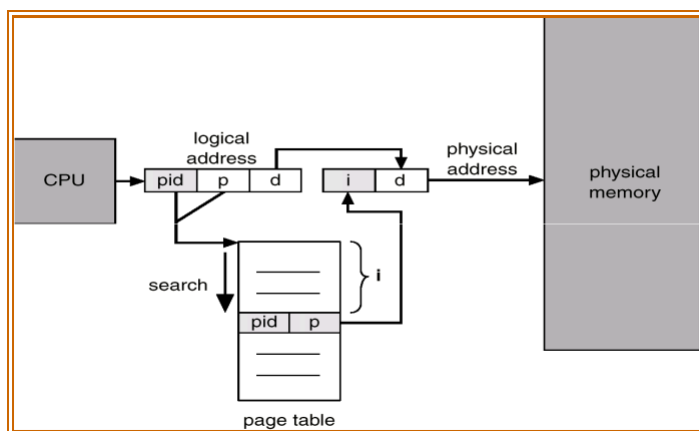 logical
address
physical
address
CPU
pid p d
i d
physical
memory
search
i
pid p
page table